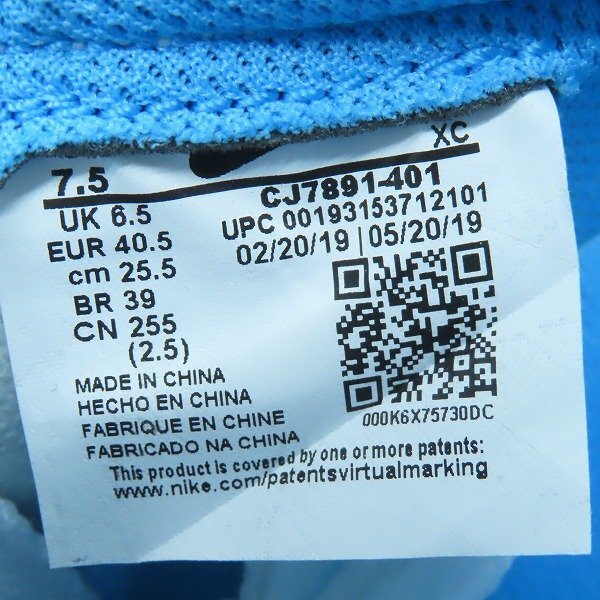 XC
7.5
CJ7891-401
UK 6.5
UPC 00193153712101
EUR 40.5
02/20/19 | 05/20/19
cm 25.5
BR 39
CN 255
(2.5)
000K6X75730DC
MADE IN CHINA
HECHO EN CHINA
FABRIQUE EN CHINE
FABRICADO NA CHINA
This product is covered by one or more patents:
www.nike.com/patentsvirtualmarking